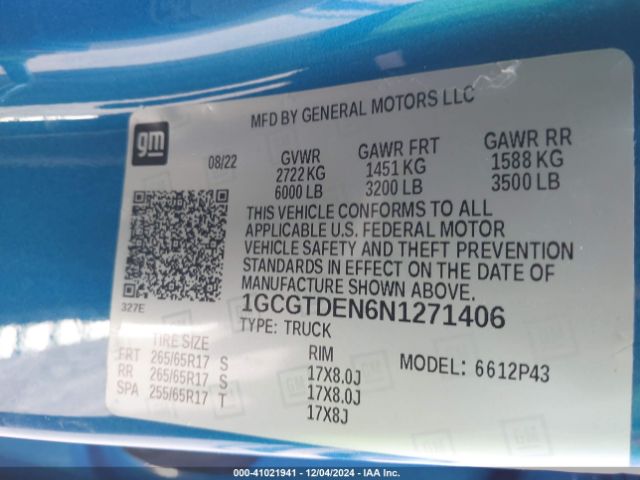 MFD BY GENERAL MOTORS LLC
gm
08/22 GVWR GAWR FRT GAWR RR
2722 KG 1451 KG 1588 KG
6000 LB 3200 LB 3500 LB
THIS VEHICLE CONFORMS TO ALL
APPLICABLE U.S. FEDERAL MOTOR
VEHICLE SAFETY AND THEFT PREVENTION
STANDARDS IN EFFECT ON THE DATE OF
MANUFACTURE SHOWN ABOVE.
327E
1GCGTDEN6N1271406
TYPE: TRUCK
TIRE SIZE RIM MODEL: 6612P43
FRT 265/65R17 S 17X8.0J
RR 265/65R17 S 17X8.0J
SPA 255/65R17 T 17X8J
000-41021941 - 12/04/2024 - IAA Inc.